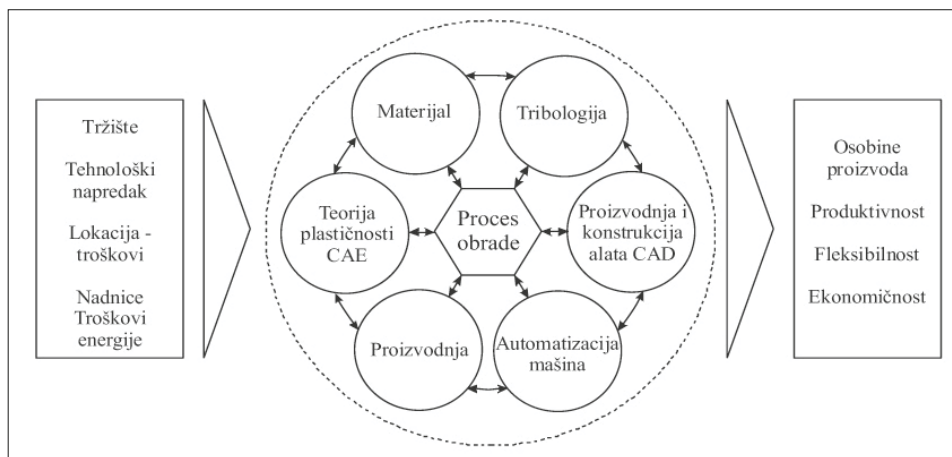 Tržište
Tehnološki
napredak
Lokacija -
troškovi
Nadnice
Troškovi
energije
Materijal
Tribologija
Teorija
plastičnosti
CAE
Proces
obrade
Proizvodnja i
konstrukcija
alata CAD
Proizvodnja
Automatizacija
mašina
Osobine
proizvoda
Produktivnost
Fleksibilnost
Ekonomičnost